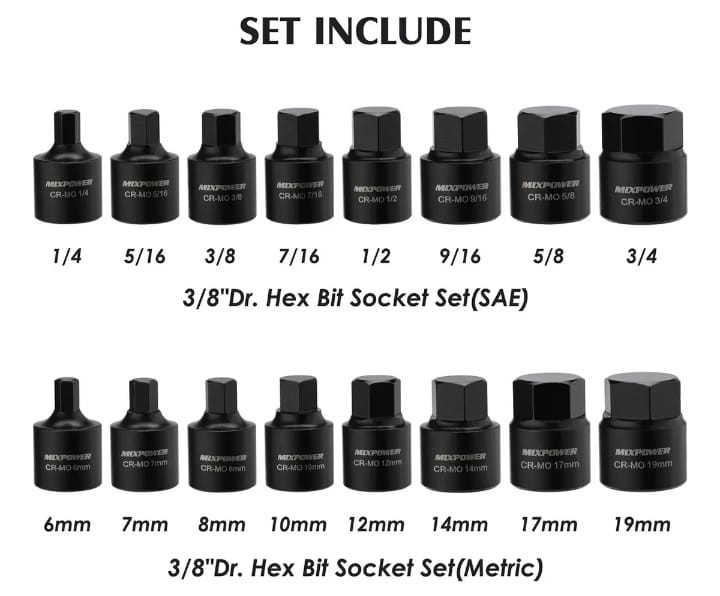 SET INCLUDE
MIXPOWER MIXPOWER MIXPOWER MIXPOWER MIXPOWER MIXPOWER MIXPOWER MIXPOWER
CR-MO 1/4 CR-MO 5/16 CR-MO 3/8 CR-MO 7/16 CR-MO 1/2 CR-MO 9/16 CR-MO 5/8 CR-MO 3/4
1/4 5/16 3/8 7/16 1/2 9/16 5/8 3/4
3/8"Dr. Hex Bit Socket Set(SAE)
MIXPOWER MIXPOWER MIXPOWER MIXPOWER MIXPOWER MIXPOWER MIXPOWER MIXPOWER
CR-MO 6mm CR-MO 7mm CR-MO 8mm CR-MO 10mm CR-MO 12mm CR-MO 14mm CR-MO 17mm CR-MO 19mm
6mm 7mm 8mm 10mm 12mm 14mm 17mm 19mm
3/8"Dr. Hex Bit Socket Set(Metric)